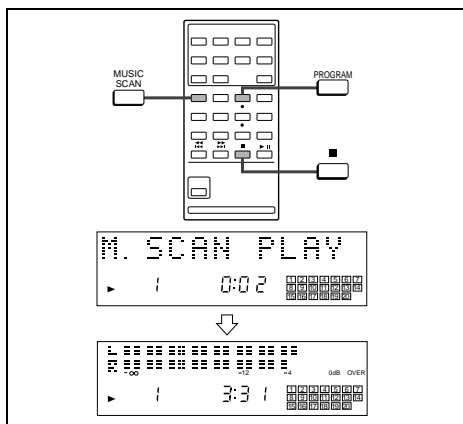 MUSIC
SCAN
PROGRAM
■
⏮ ⏭ ■ ► II
M. SCAN PLAY
► 1 0:02
1 2 3 4 5 6 7
8 9 10 11 12 13 14
15 16 17 18 19 20
L
R
-∞ -12 -4 0dB OVER
► 1 3:31
1 2 3 4 5 6 7
8 9 10 11 12 13 14
15 16 17 18 19 20